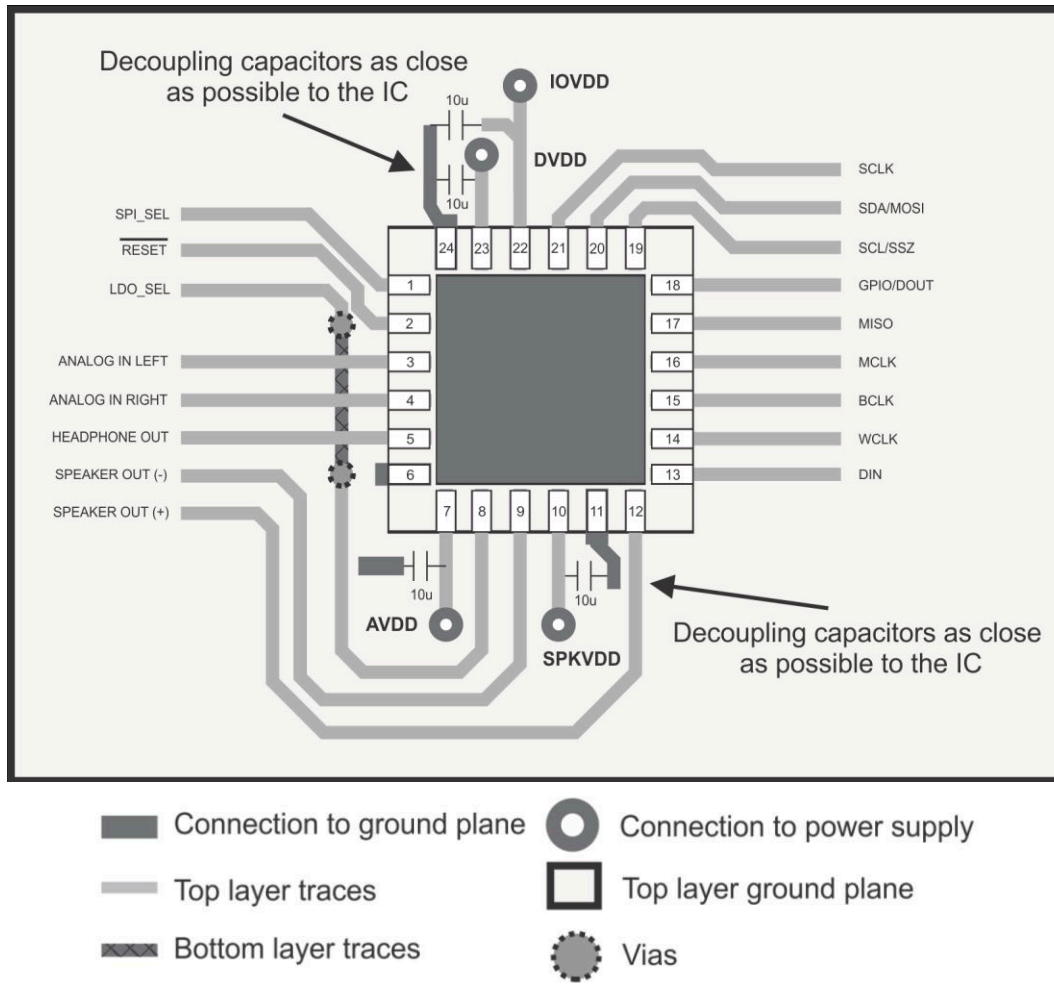 Decoupling capacitors as close
as possible to the IC
IOVDD
10u
DVDD
10u
SCLK
SDA/MOSI
SCL/SSZ
SPI_SEL
RESET
LDO_SEL
24 23 22 21 20 19
1
2
3
4
5
6
18
17
16
15
14
13
GPIO/DOUT
MISO
MCLK
BCLK
WCLK
DIN
ANALOG IN LEFT
ANALOG IN RIGHT
HEADPHONE OUT
SPEAKER OUT (-)
SPEAKER OUT (+)
7 8 9 10 11 12
10u
10u
AVDD
SPKVDD
Decoupling capacitors as close
as possible to the IC
Connection to ground plane
Connection to power supply
Top layer traces
Top layer ground plane
Bottom layer traces
Vias